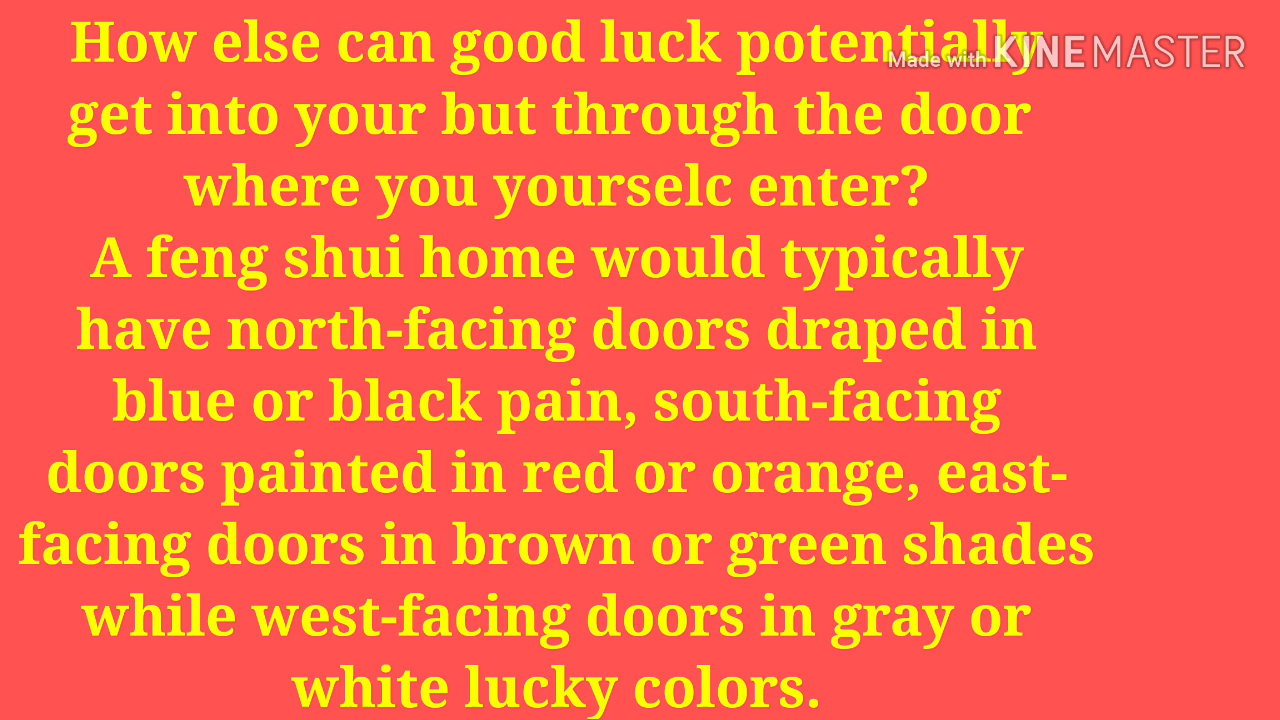 How else can good luck potentially
Made with KINEMASTER
get into your but through the door
where you yourselc enter?
A feng shui home would typically
have north-facing doors draped in
blue or black pain, south-facing
doors painted in red or orange, east-
facing doors in brown or green shades
while west-facing doors in gray or
white lucky colors.